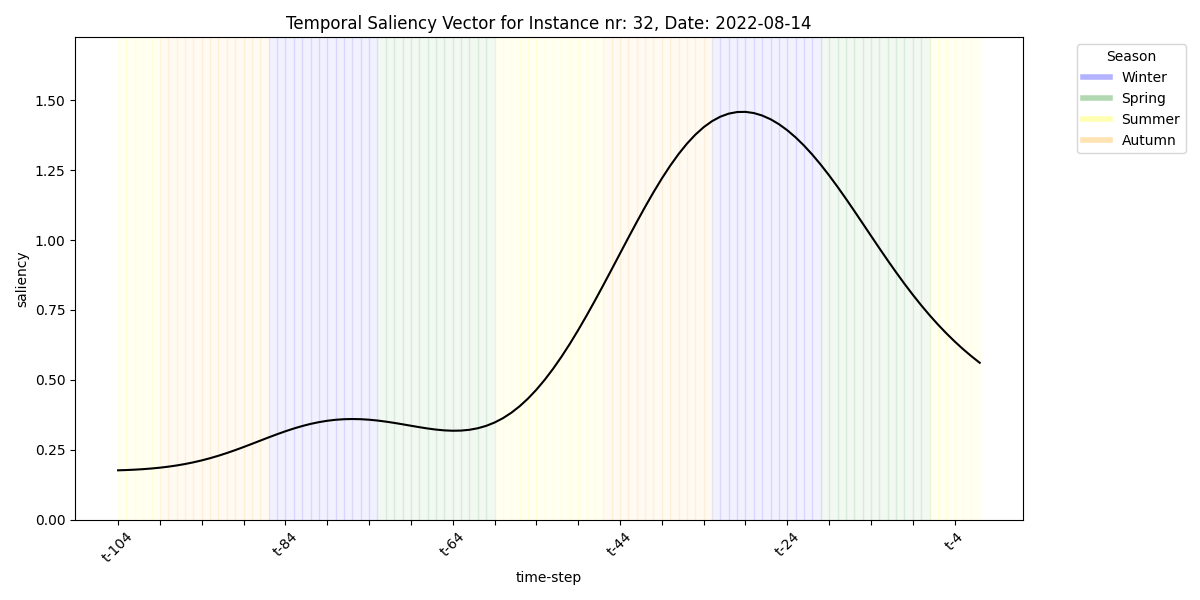 Temporal Saliency Vector for Instance nr: 32, Date: 2022-08-14
Season
Winter
Spring
Summer
Autumn
saliency
1.50
1.25
1.00
0.75
0.50
0.25
0.00
t-104
t-84
t-64
t-44
t-24
t-4
time-step